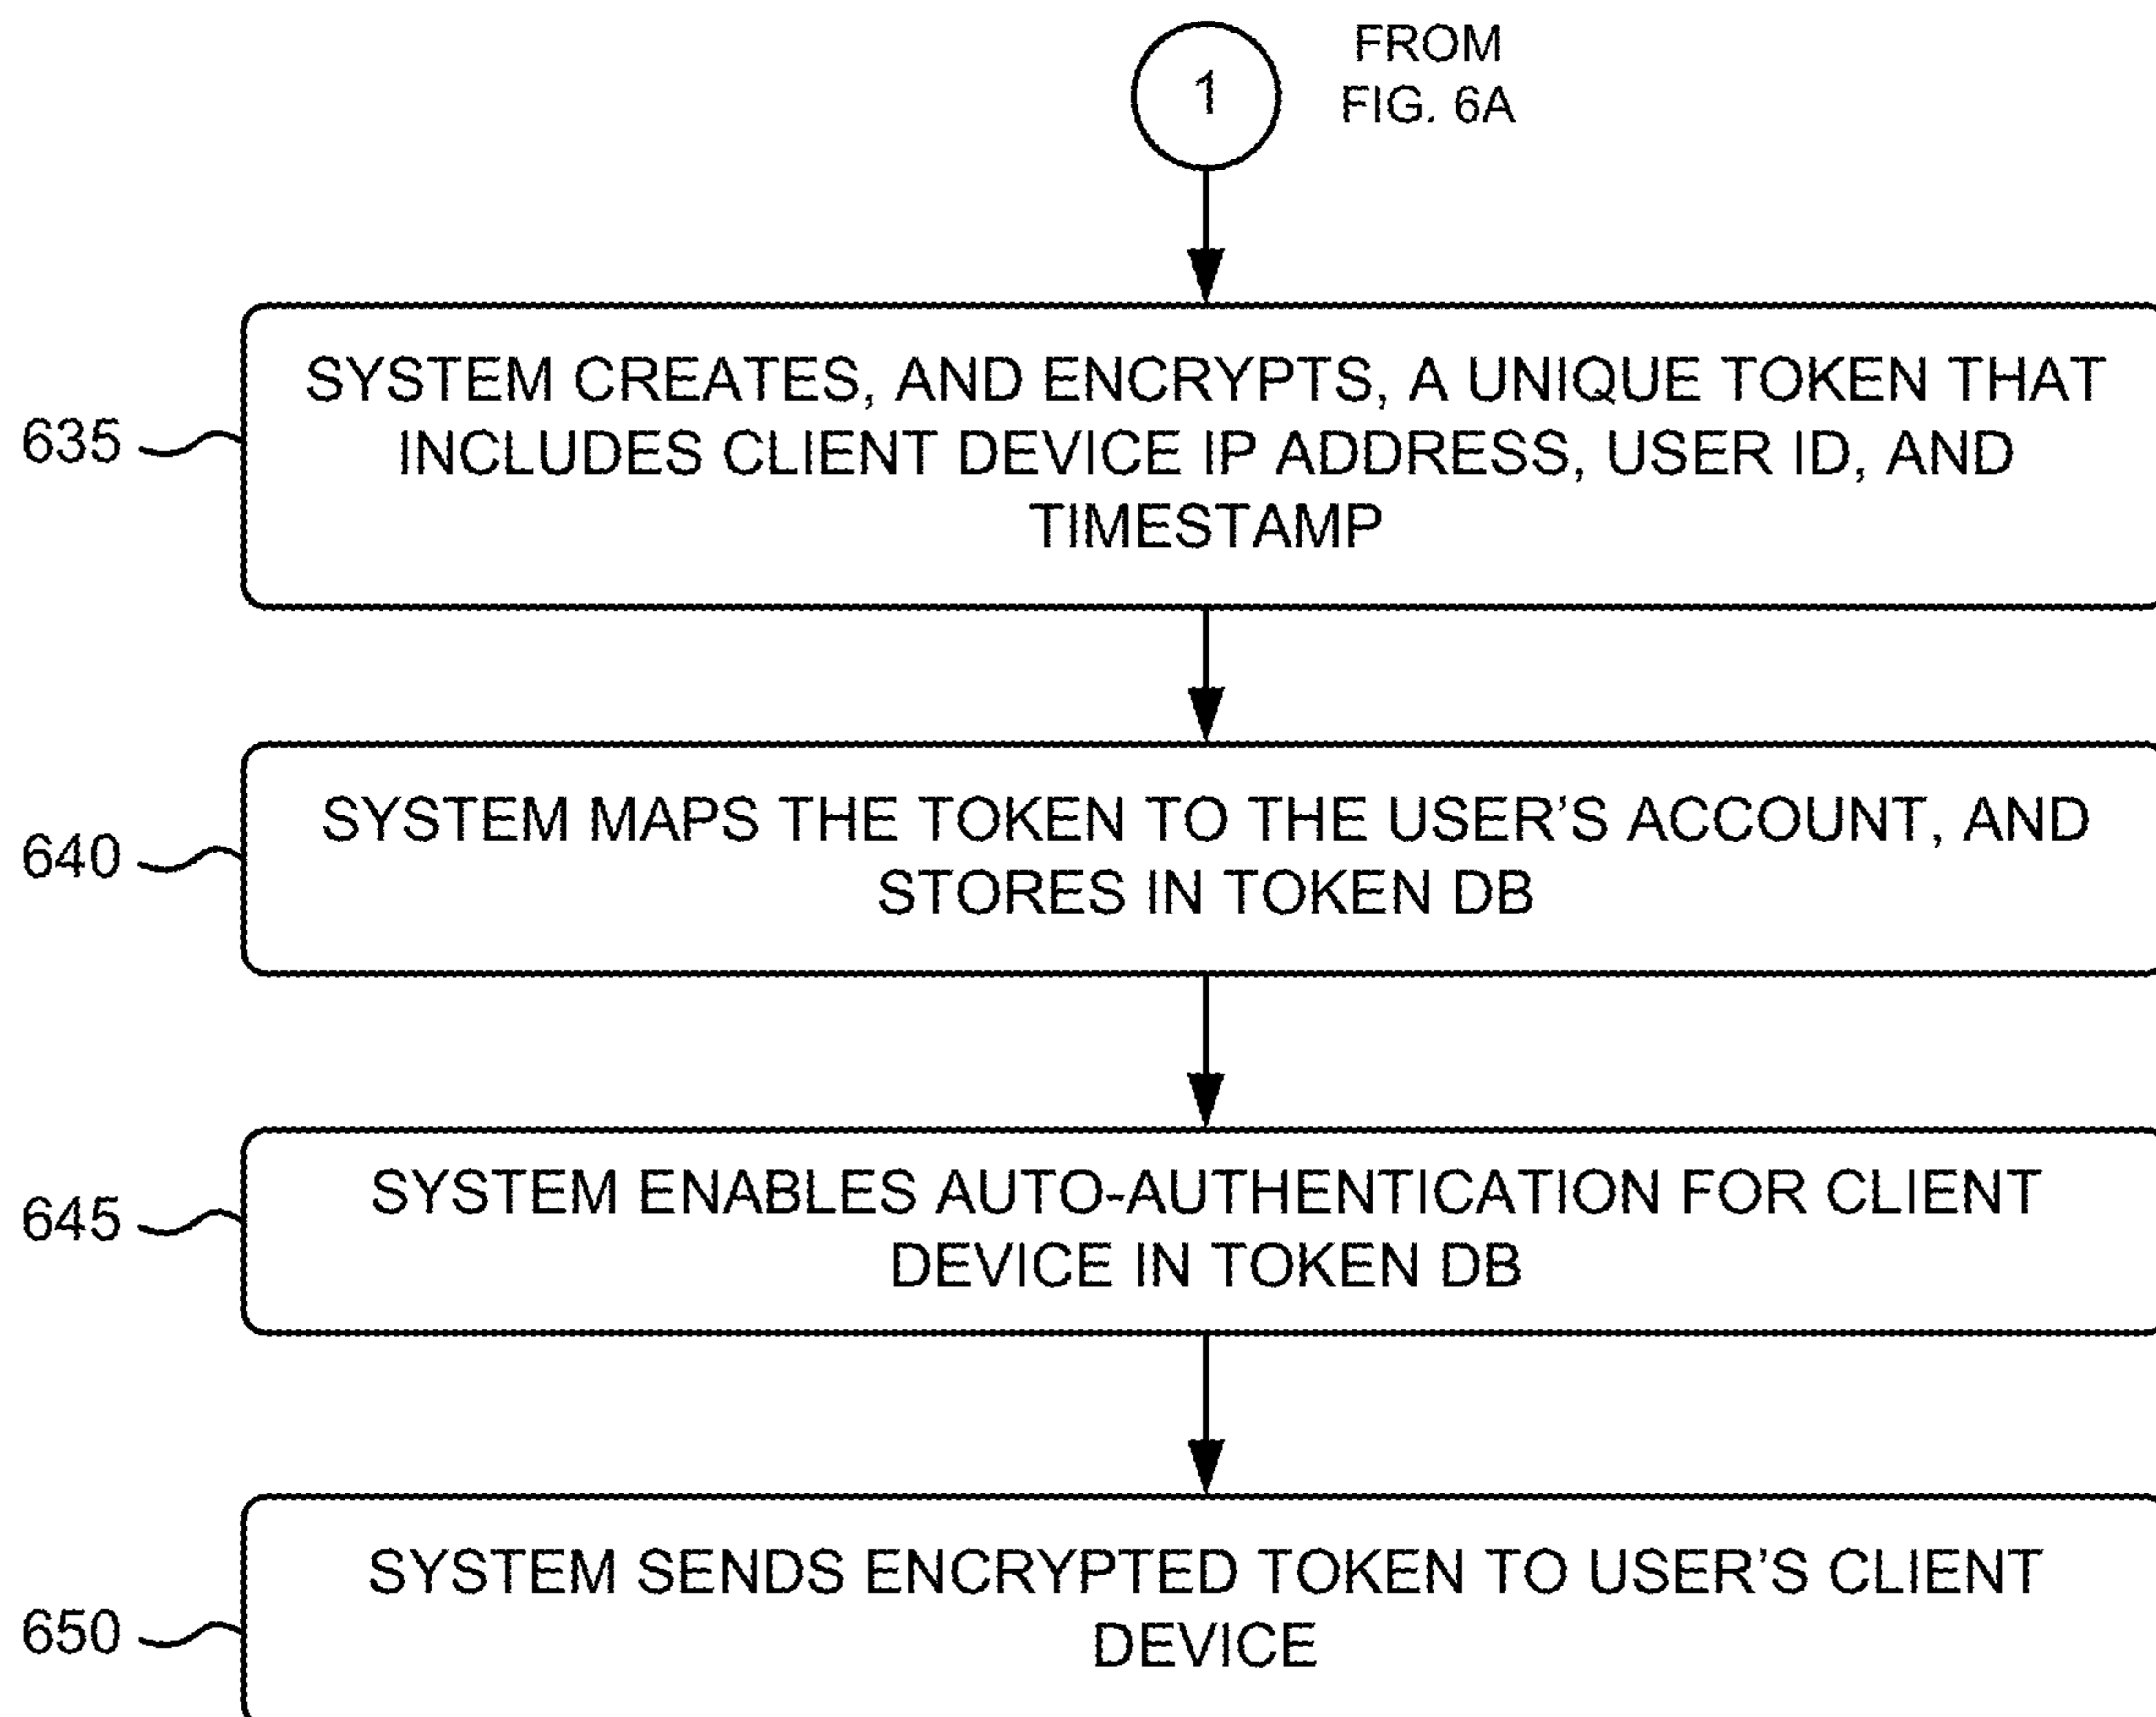 1
FROM
FIG. 6A
635
SYSTEM CREATES, AND ENCRYPTS, A UNIQUE TOKEN THAT
INCLUDES CLIENT DEVICE IP ADDRESS, USER ID, AND
TIMESTAMP
640
SYSTEM MAPS THE TOKEN TO THE USER’S ACCOUNT, AND
STORES IN TOKEN DB
645
SYSTEM ENABLES AUTO-AUTHENTICATION FOR CLIENT
DEVICE IN TOKEN DB
650
SYSTEM SENDS ENCRYPTED TOKEN TO USER’S CLIENT
DEVICE